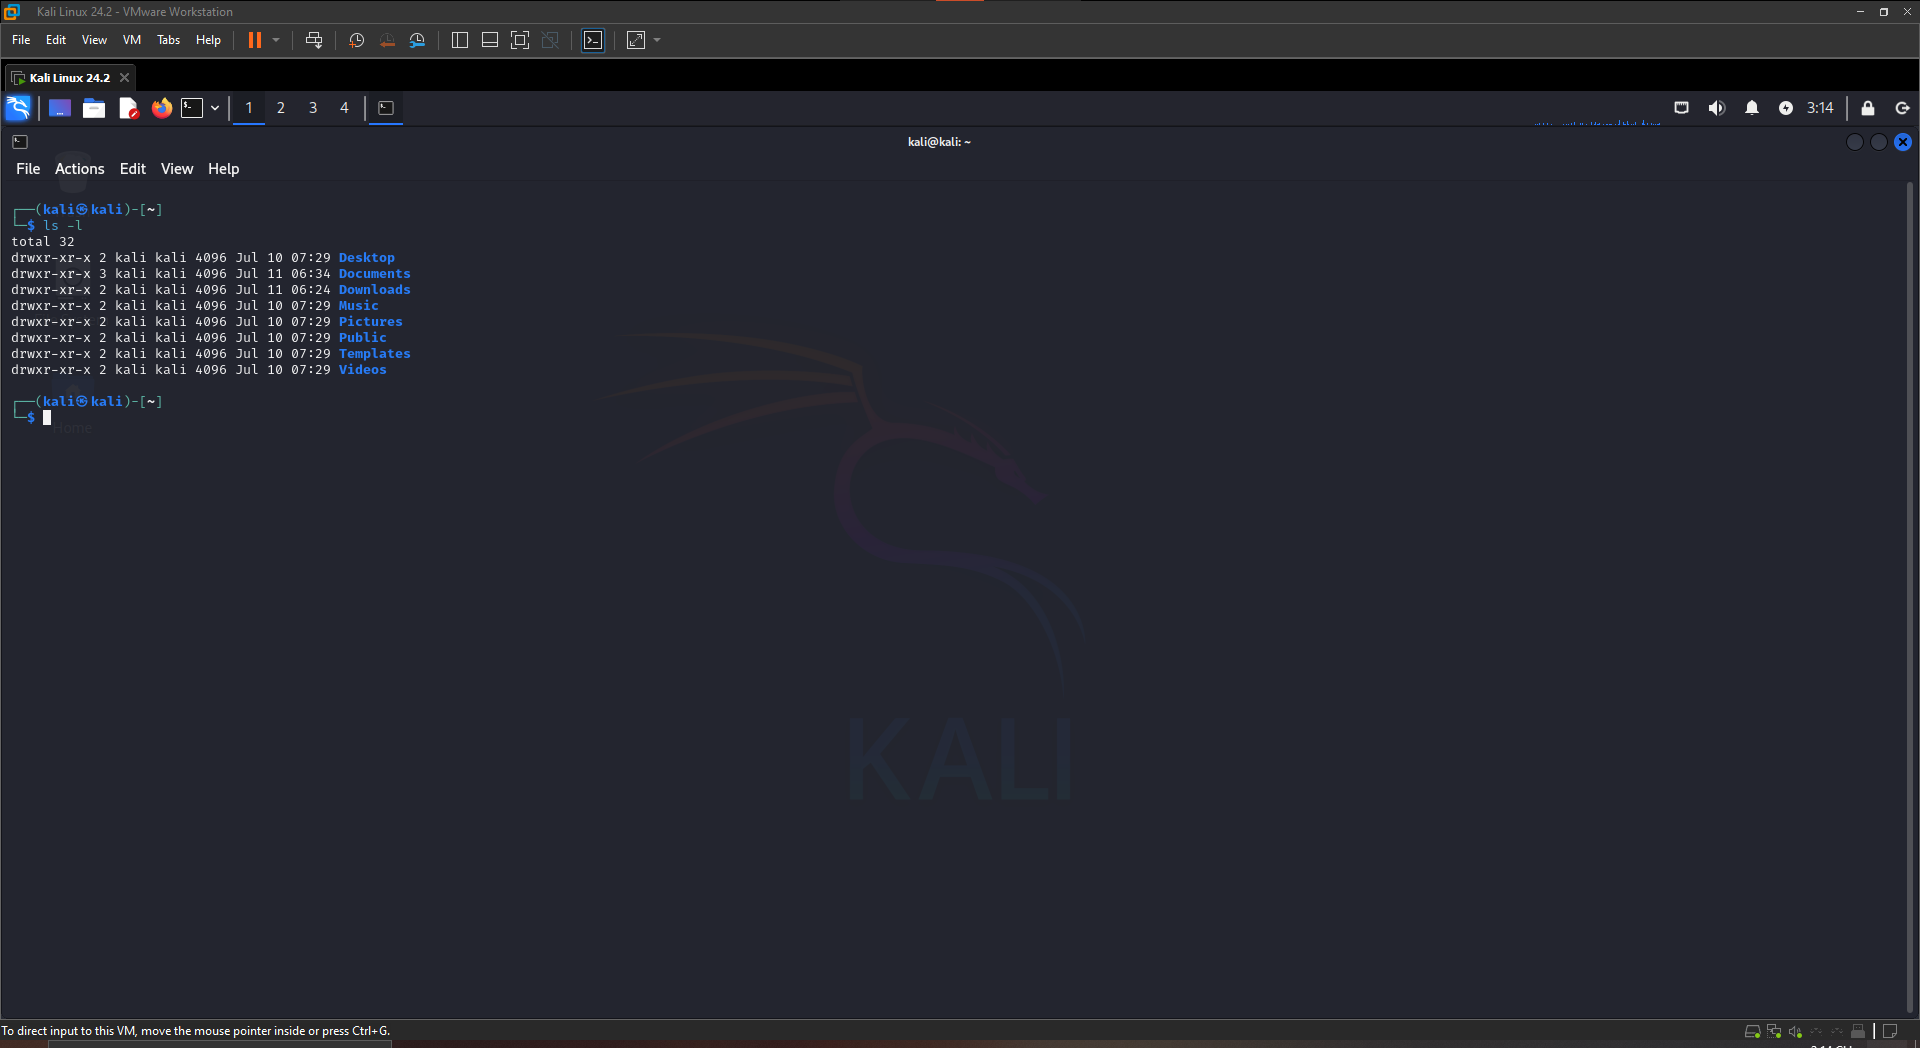 Kali Linux 24.2 - VMware Workstation
File Edit View VM Tabs Help
Kali Linux 24.2
1 2 3 4
3:14
kali@kali: ~
File Actions Edit View Help
┌──(kali㉿kali)-[~]
└─$ ls -l
total 32
drwxr-xr-x 2 kali kali 4096 Jul 10 07:29 Desktop
drwxr-xr-x 3 kali kali 4096 Jul 11 06:34 Documents
drwxr-xr-x 2 kali kali 4096 Jul 11 06:24 Downloads
drwxr-xr-x 2 kali kali 4096 Jul 10 07:29 Music
drwxr-xr-x 2 kali kali 4096 Jul 10 07:29 Pictures
drwxr-xr-x 2 kali kali 4096 Jul 10 07:29 Public
drwxr-xr-x 2 kali kali 4096 Jul 10 07:29 Templates
drwxr-xr-x 2 kali kali 4096 Jul 10 07:29 Videos
┌──(kali㉿kali)-[~]
└─$
Home
KALI
To direct input to this VM, move the mouse pointer inside or press Ctrl+G.